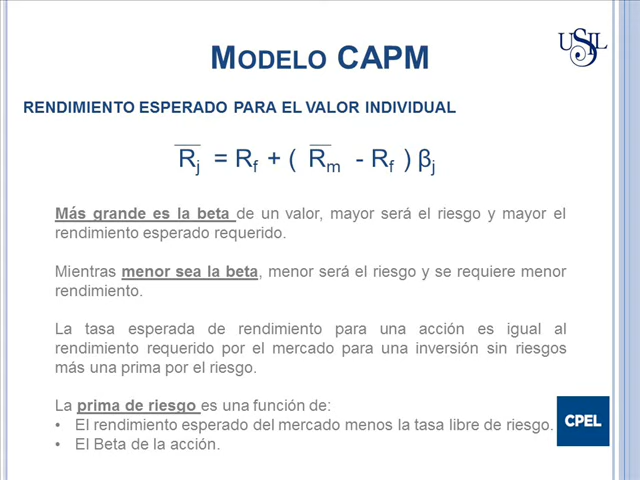 USIL
MODELO CAPM
RENDIMIENTO ESPERADO PARA EL VALOR INDIVIDUAL
Rj = Rf + ( Rm - Rf ) βj
Más grande es la beta de un valor, mayor será el riesgo y mayor el
rendimiento esperado requerido.
Mientras menor sea la beta, menor será el riesgo y se requiere menor
rendimiento.
La tasa esperada de rendimiento para una acción es igual al
rendimiento requerido por el mercado para una inversión sin riesgos
más una prima por el riesgo.
La prima de riesgo es una función de:
• El rendimiento esperado del mercado menos la tasa libre de riesgo.
• El Beta de la acción.
CPEL